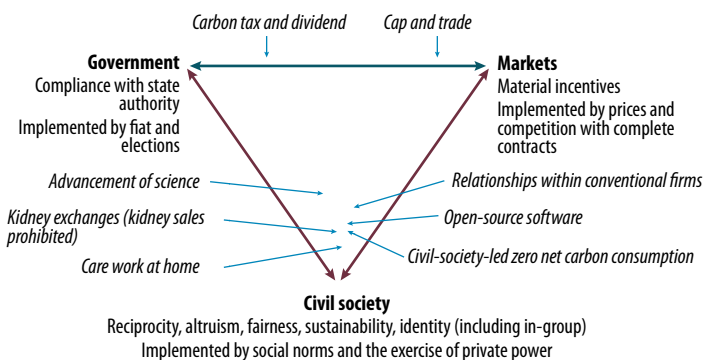 Carbon tax and dividend
Cap and trade
Government
Compliance with state
authority
Implemented by fiat and
elections
Markets
Material incentives
Implemented by prices and
competition with complete
contracts
Advancement of science
Relationships within conventional firms
Kidney exchanges (kidney sales
prohibited)
Open-source software
Care work at home
Civil-society-led zero net carbon consumption
Civil society
Reciprocity, altruism, fairness, sustainability, identity (including in-group)
Implemented by social norms and the exercise of private power